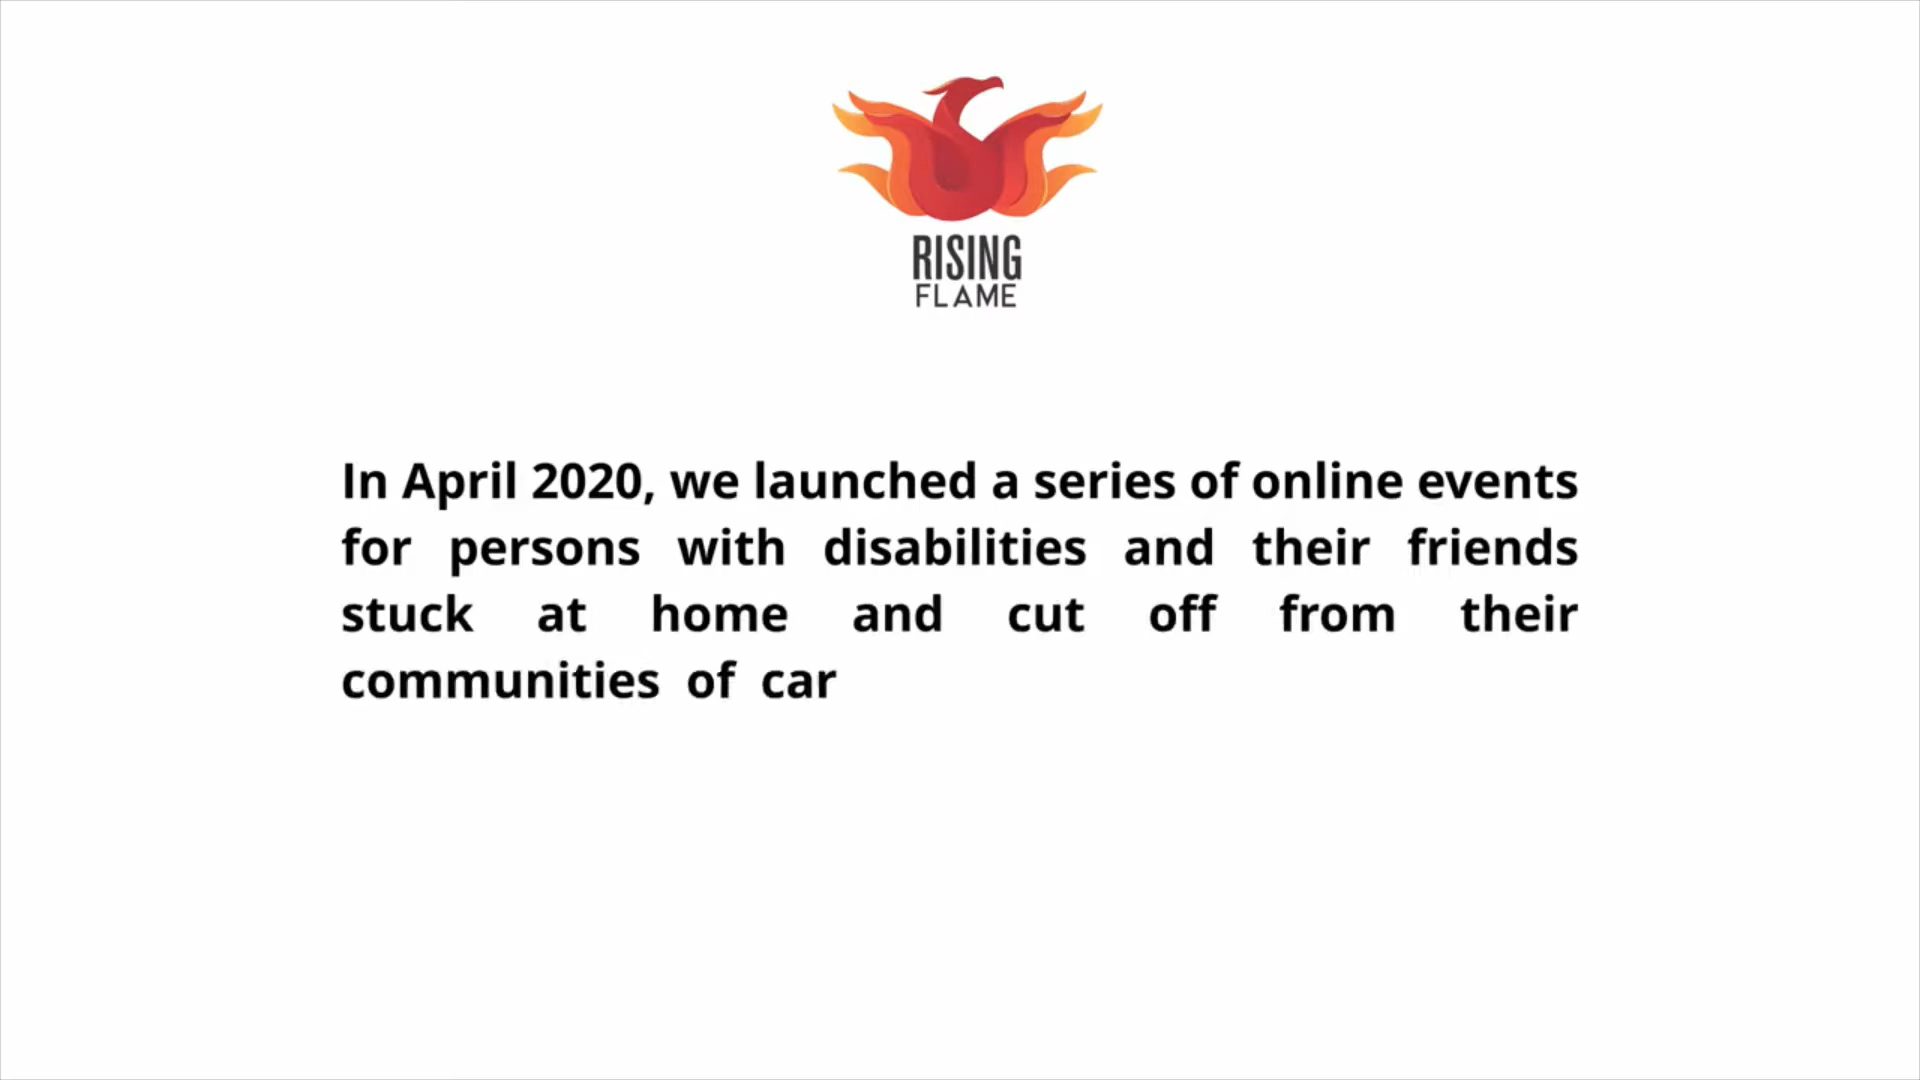 RISING
FLAME
In April 2020, we launched a series of online events
for persons with disabilities and their friends
stuck at home and cut off from their
communities of car